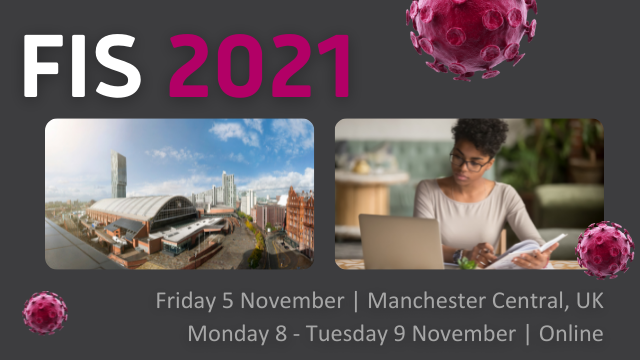 FIS 2021
Friday 5 November | Manchester Central, UK
Monday 8 - Tuesday 9 November | Online